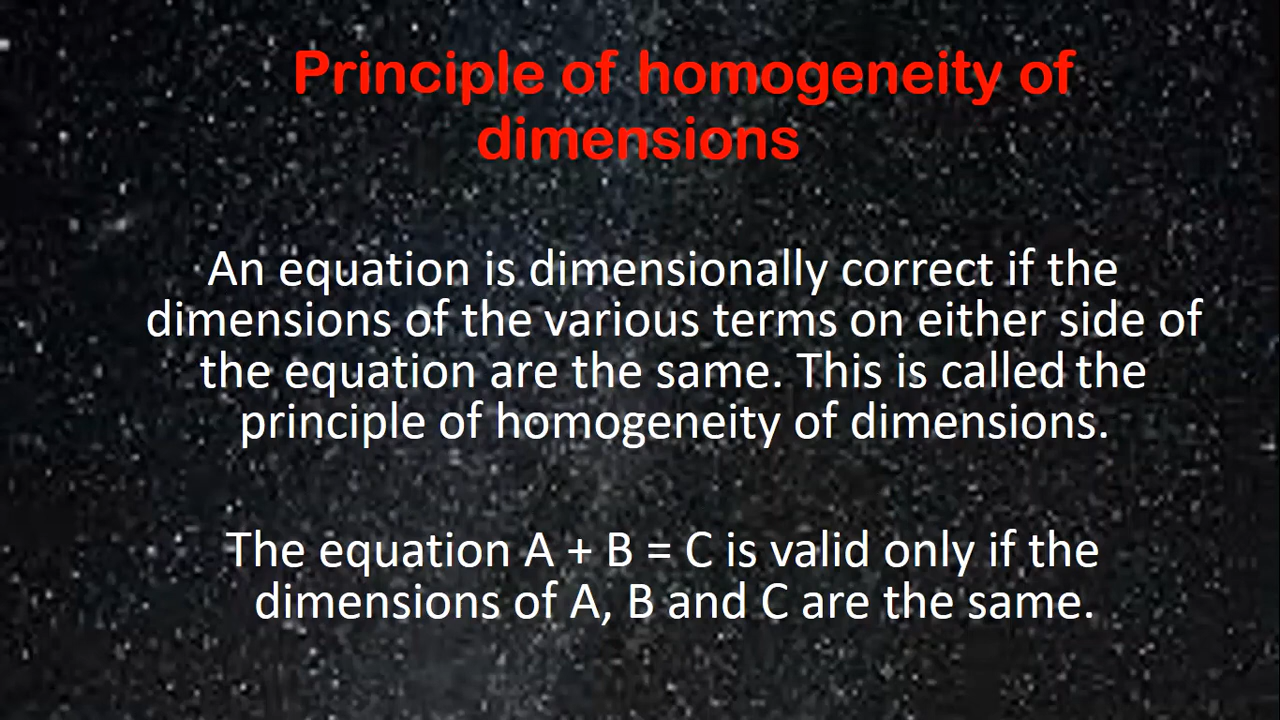 Principle of homogeneity of
dimensions
An equation is dimensionally correct if the
dimensions of the various terms on either side of
the equation are the same. This is called the
principle of homogeneity of dimensions.
The equation A + B = C is valid only if the
dimensions of A, B and C are the same.